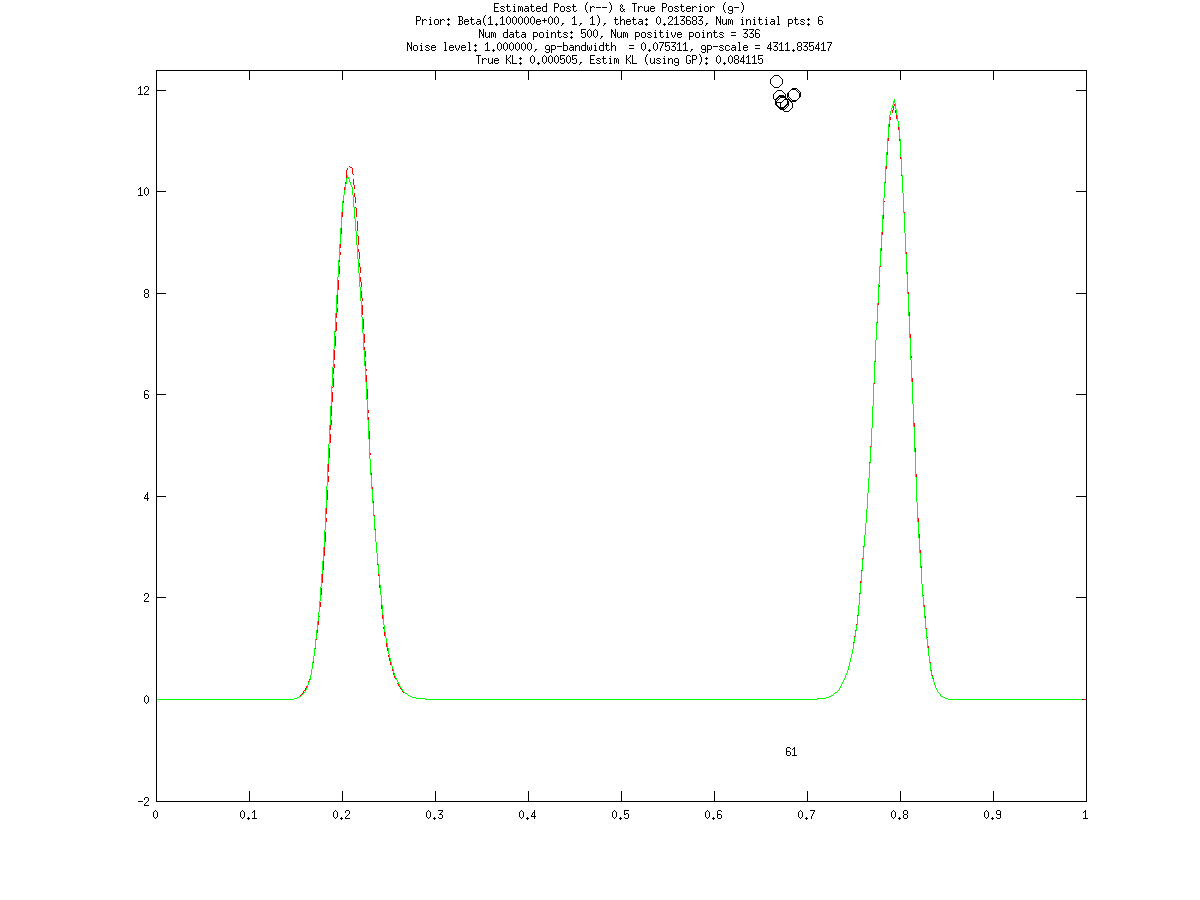 Estimated Post (r--) & True Posterior (g-)
Prior: Beta(1.100000e+00, 1, 1), theta: 0.213683, Num initial pts: 6
Num data points: 500, Num positive points = 336
Noise level: 1.000000, gp-bandwidth  = 0.075311, gp-scale = 4311.835417
True KL: 0.000505, Estim KL (using GP): 0.084115
12
10
8
6
4
2
0
61
-2
0 0.1 0.2 0.3 0.4 0.5 0.6 0.7 0.8 0.9 1